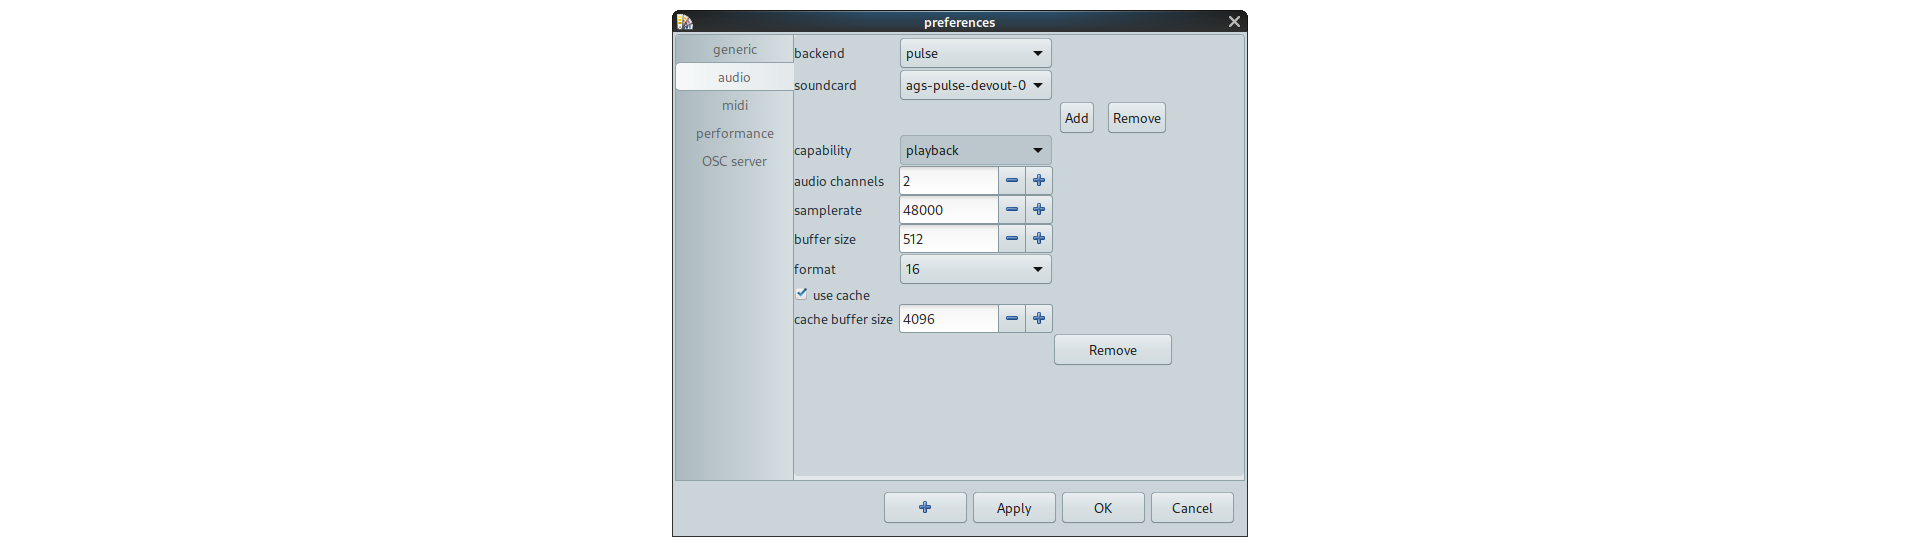 preferences
generic
audio
midi
performance
OSC server
backend pulse
soundcard ags-pulse-devout-0
Add Remove
capability playback
audio channels 2
samplerate 48000
buffer size 512
format 16
use cache
cache buffer size 4096
Remove
Apply OK Cancel